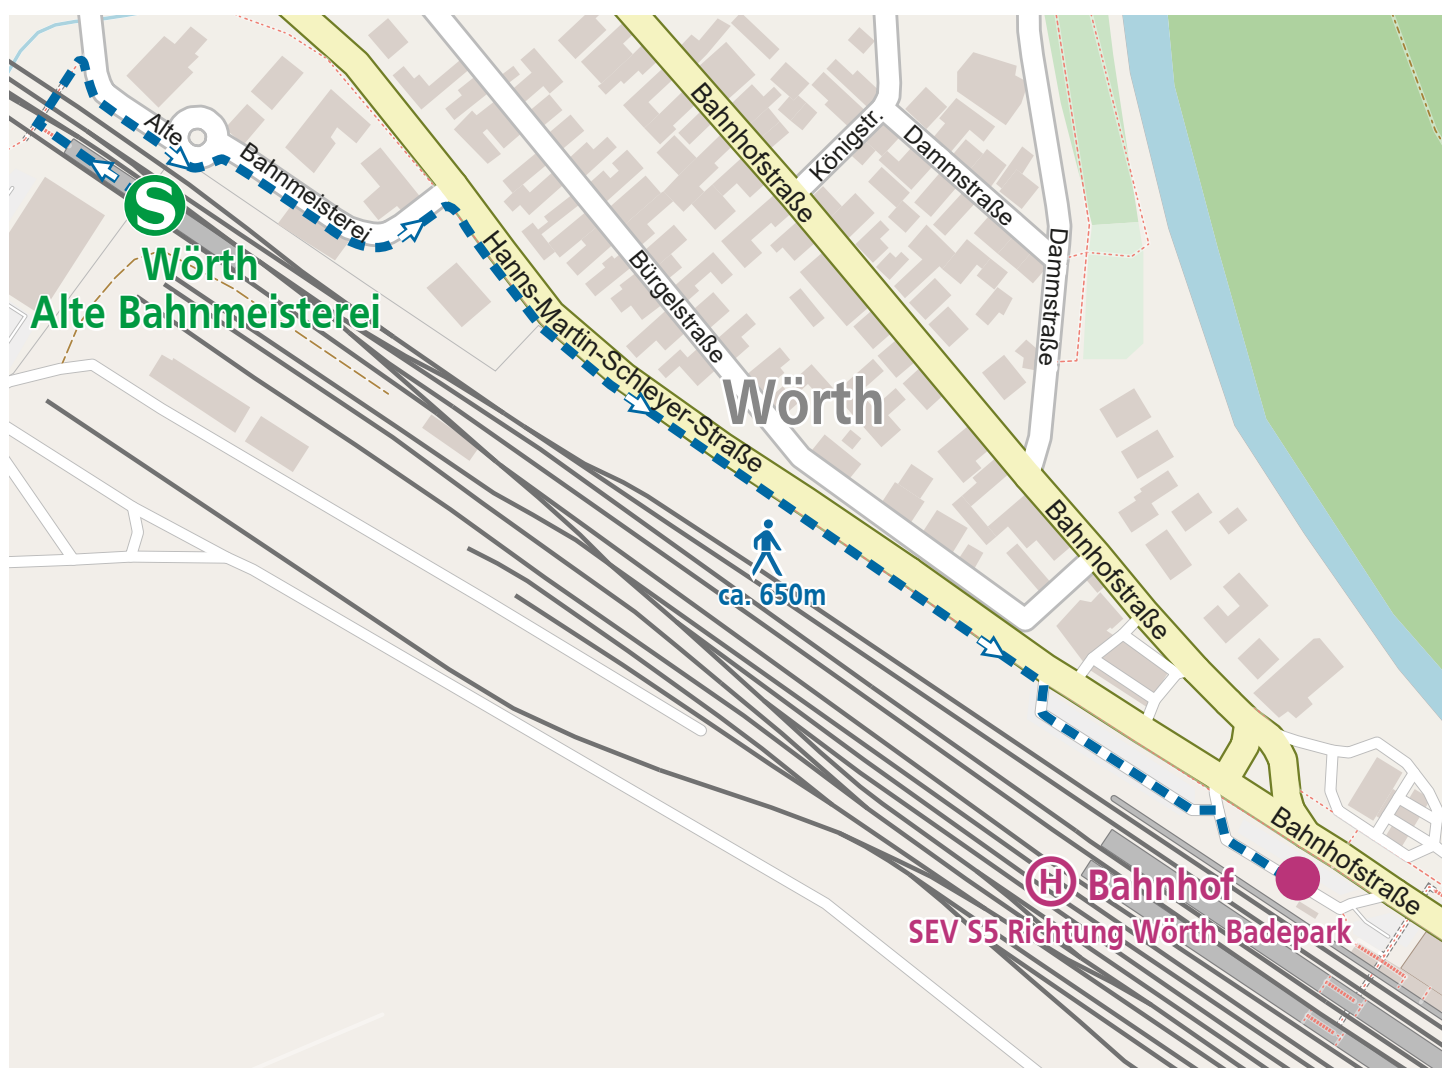 Bahnhofstraße
Königstr.
Dammstraße
Alte
Bahnmeisterei
S
Wörth
Alte Bahnmeisterei
Hanns-Martin-Schleyer-Straße
Bürgelstraße
Dammstraße
Wörth
Bahnhofstraße
ca. 650m
Bahnhofstraße
H Bahnhof
SEV S5 Richtung Wörth Badepark